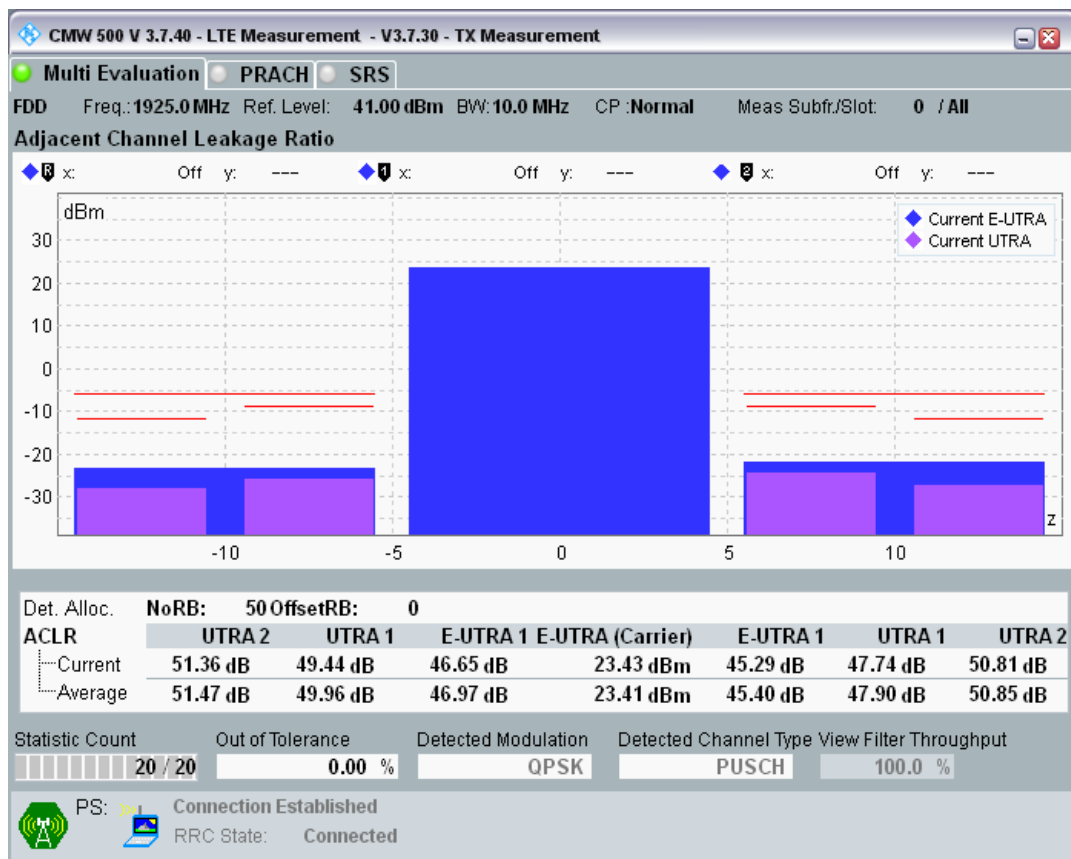 CMW 500 V 3.7.40 - LTE Measurement - V3.7.30 - TX Measurement
Multi Evaluation PRACH SRS
FDD Freq.: 1925.0 MHz Ref. Level: 41.00 dBm BW: 10.0 MHz CP :Normal Meas Subfr./Slot: 0 / All
Adjacent Channel Leakage Ratio
R x: Off y: --- 1 x: Off y: --- 2 x: Off y: ---
dBm
Current E-UTRA
Current UTRA
30
20
10
0
-10
-20
-30
z
-10 -5 0 5 10
Det. Alloc. NoRB: 50 OffsetRB: 0
ACLR UTRA 2 UTRA 1 E-UTRA 1 E-UTRA (Carrier) E-UTRA 1 UTRA 1 UTRA 2
Current 51.36 dB 49.44 dB 46.65 dB 23.43 dBm 45.29 dB 47.74 dB 50.81 dB
Average 51.47 dB 49.96 dB 46.97 dB 23.41 dBm 45.40 dB 47.90 dB 50.85 dB
Statistic Count Out of Tolerance Detected Modulation Detected Channel Type View Filter Throughput
20 / 20 0.00 % QPSK PUSCH 100.0 %
PS: Connection Established
RRC State: Connected